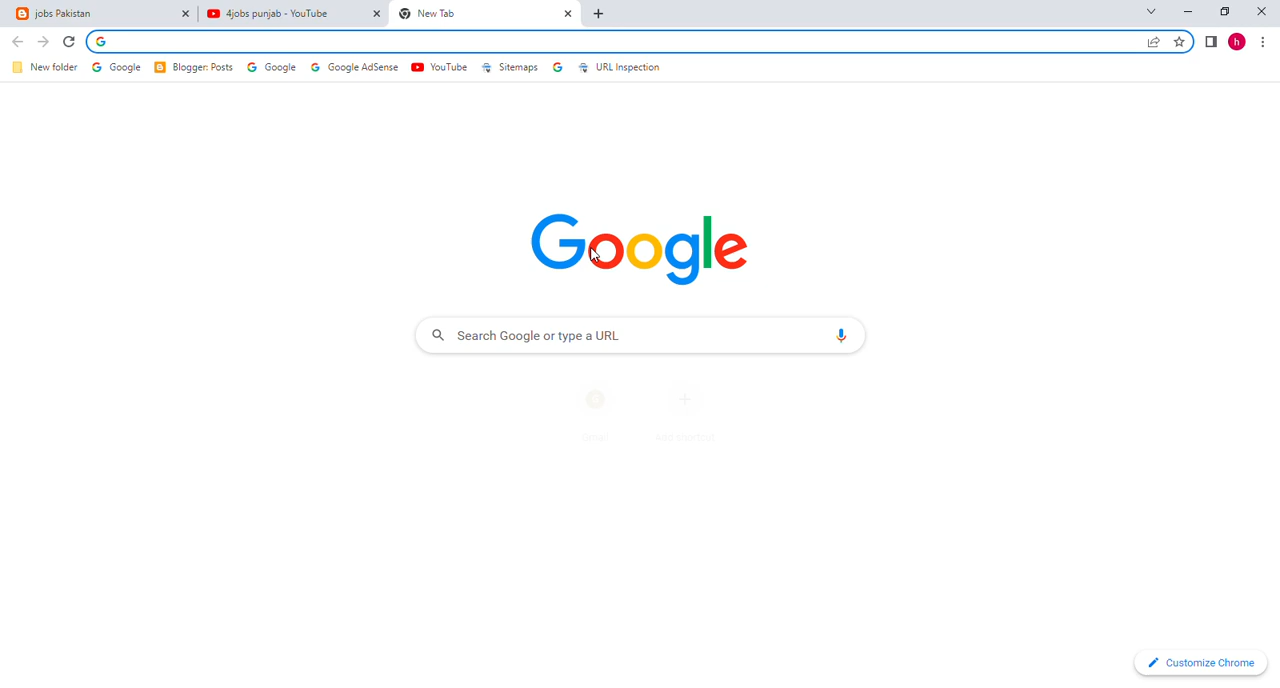 jobs Pakistan
4jobs punjab - YouTube
New Tab
h
New folder
Google
Blogger: Posts
Google
Google AdSense
YouTube
Sitemaps
URL Inspection
Google
Search Google or type a URL
Gmail
Add shortcut
Customize Chrome